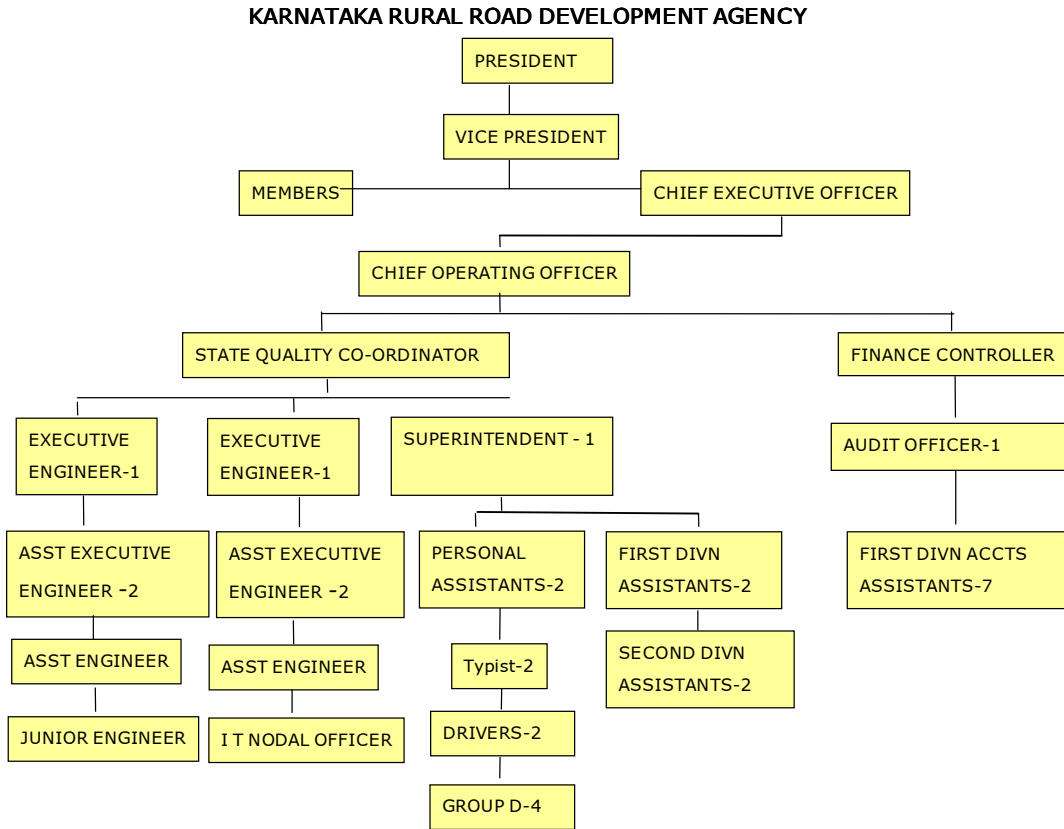 KARNATAKA RURAL ROAD DEVELOPMENT AGENCY
PRESIDENT
VICE PRESIDENT
MEMBERS
CHIEF EXECUTIVE OFFICER
CHIEF OPERATING OFFICER
STATE QUALITY CO-ORDINATOR
FINANCE CONTROLLER
EXECUTIVE
ENGINEER-1
EXECUTIVE
ENGINEER-1
SUPERINTENDENT - 1
AUDIT OFFICER-1
ASST EXECUTIVE
ENGINEER -2
ASST EXECUTIVE
ENGINEER -2
PERSONAL
ASSISTANTS-2
FIRST DIVN
ASSISTANTS-2
FIRST DIVN ACCTS
ASSISTANTS-7
ASST ENGINEER
ASST ENGINEER
Typist-2
SECOND DIVN
ASSISTANTS-2
JUNIOR ENGINEER
I T NODAL OFFICER
DRIVERS-2
GROUP D-4